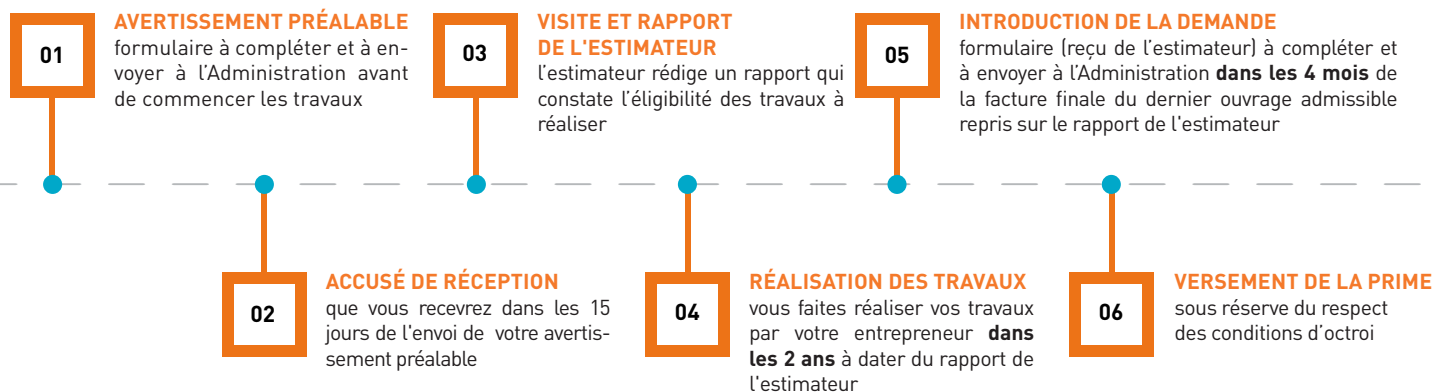 01
AVERTISSEMENT PRÉALABLE
formulaire à compléter et à en-
voyer à l'Administration avant
de commencer les travaux
02
ACCUSÉ DE RÉCEPTION
que vous recevrez dans les 15
jours de l'envoi de votre avertis-
sement préalable
03
VISITE ET RAPPORT
DE L'ESTIMATEUR
l'estimateur rédige un rapport qui
constate l'éligibilité des travaux à
réaliser
04
RÉALISATION DES TRAVAUX
vous faites réaliser vos travaux
par votre entrepreneur dans
les 2 ans à dater du rapport de
l'estimateur
05
INTRODUCTION DE LA DEMANDE
formulaire (reçu de l'estimateur) à compléter et
à envoyer à l'Administration dans les 4 mois de
la facture finale du dernier ouvrage admissible
repris sur le rapport de l'estimateur
06
VERSEMENT DE LA PRIME
sous réserve du respect
des conditions d'octroi